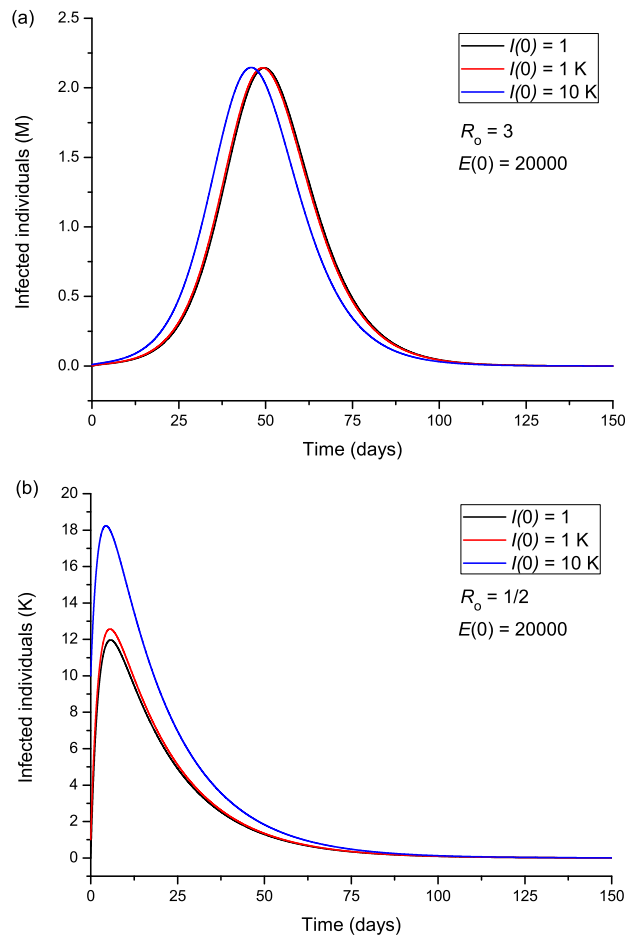 (a)
2.5
2.0
1.5
1.0
0.5
0.0
Infected individuals (M)
I(0) = 1
I(0) = 1 K
I(0) = 10 K
Ro = 3
E(0) = 20000
0 25 50 75 100 125 150
Time (days)
(b)
20
18
16
14
12
10
8
6
4
2
0
Infected individuals (K)
I(0) = 1
I(0) = 1 K
I(0) = 10 K
Ro = 1/2
E(0) = 20000
0 25 50 75 100 125 150
Time (days)